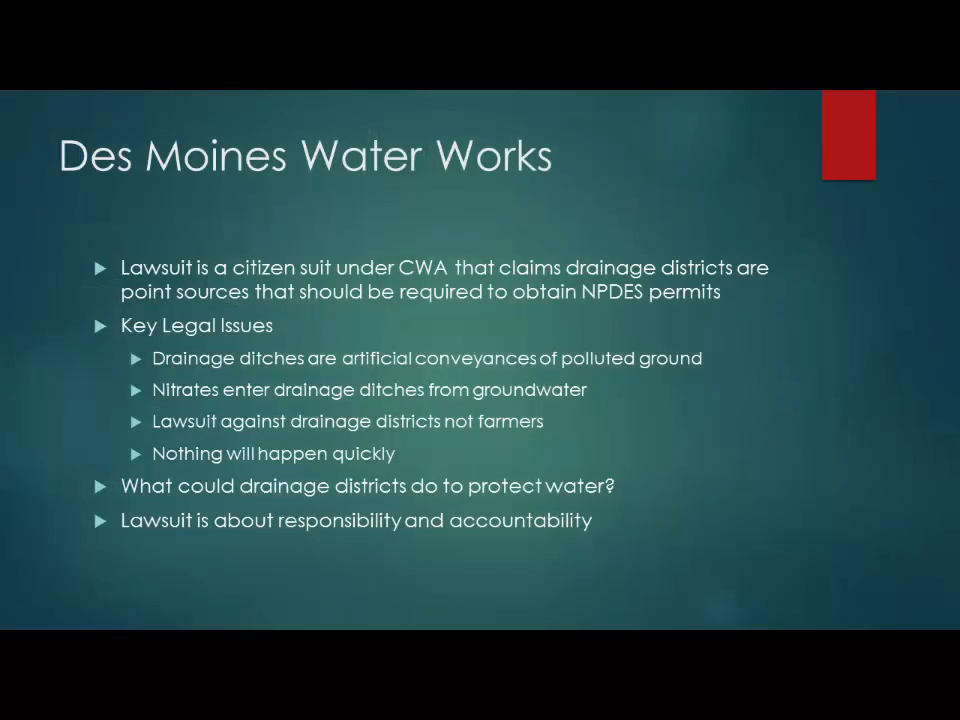 Des Moines Water Works
Lawsuit is a citizen suit under CWA that claims drainage districts are
point sources that should be required to obtain NPDES permits
Key Legal Issues
Drainage ditches are artificial conveyances of polluted ground
Nitrates enter drainage ditches from groundwater
Lawsuit against drainage districts not farmers
Nothing will happen quickly
What could drainage districts do to protect water?
Lawsuit is about responsibility and accountability